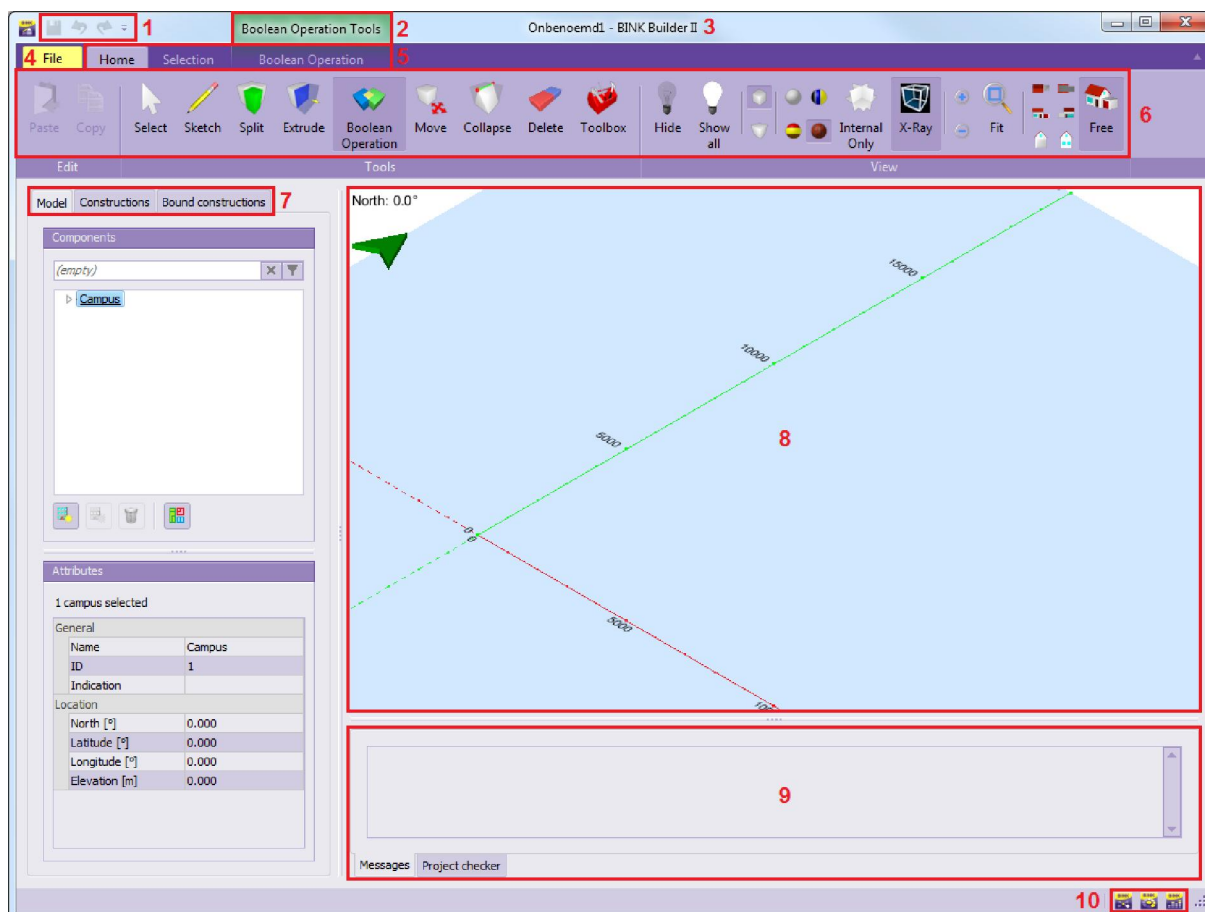 1
Boolean Operation Tools
2
Onbenoemd1 - BINK Builder II
3
4
File
Home
Selection
Boolean Operation
5
Paste
Copy
Select
Sketch
Split
Extrude
Boolean
Operation
Move
Collapse
Delete
Toolbox
Hide
Show
all
Internal
Only
X-Ray
Fit
Free
6
Edit
Tools
View
Model
Constructions
Bound constructions
7
North: 0.0°
Components
(empty)
Campus
15000
10000
5000
8
0
0
5000
Attributes
1 campus selected
General
Name Campus
ID 1
Indication
Location
North [°] 0.000
Latitude [°] 0.000
Longitude [°] 0.000
Elevation [m] 0.000
9
Messages
Project checker
10